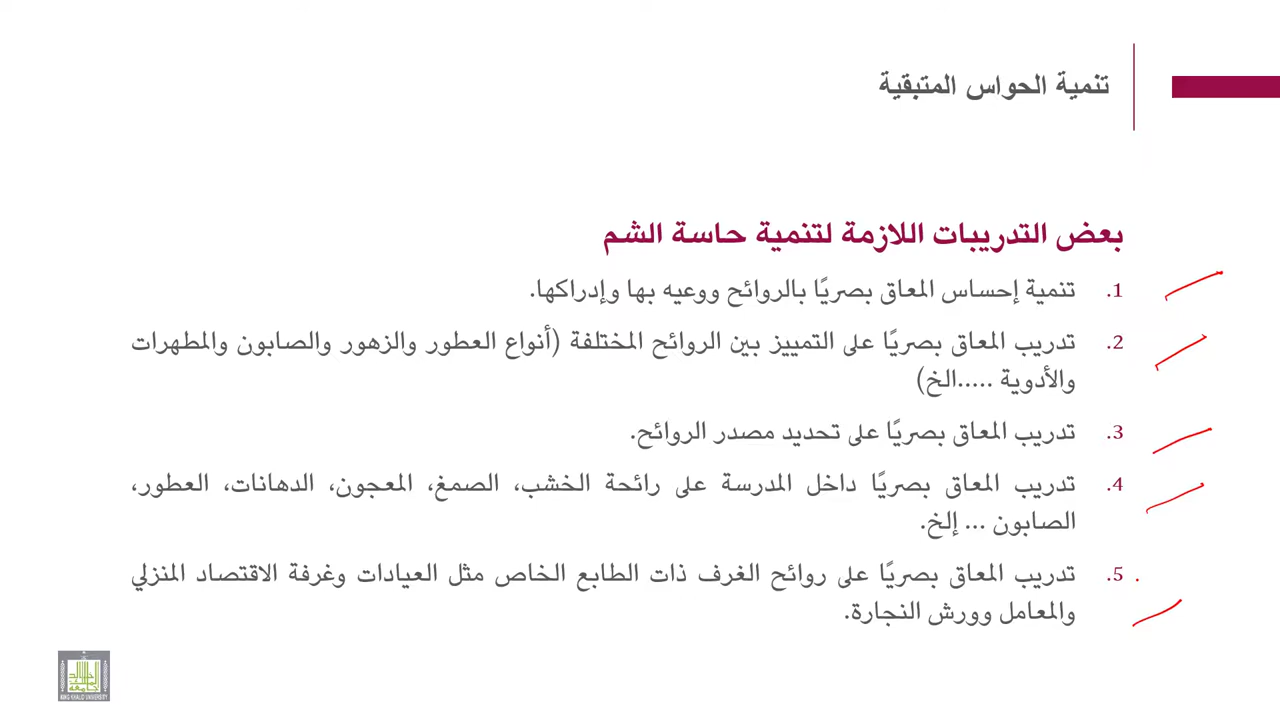 تنمية الحواس المتبقية
بعض التدريبات اللازمة لتنمية حاسة الشم
1. تنمية إحساس المعاق بصريًا بالروائح ووعيه بها وإدراكها.
2. تدريب المعاق بصريًا على التمييز بين الروائح المختلفة (أنواع العطور والزهور والصابون والمطهرات
والأدوية .....الخ)
3. تدريب المعاق بصريًا على تحديد مصدر الروائح.
4. تدريب المعاق بصريًا داخل المدرسة على رائحة الخشب، الصمغ، المعجون، الدهانات، العطور،
الصابون ... إلخ.
5. تدريب المعاق بصريًا على روائح الغرف ذات الطابع الخاص مثل العيادات وغرفة الاقتصاد المنزلي
والمعامل وورش النجارة.
KING KHALID UNIVERSITY